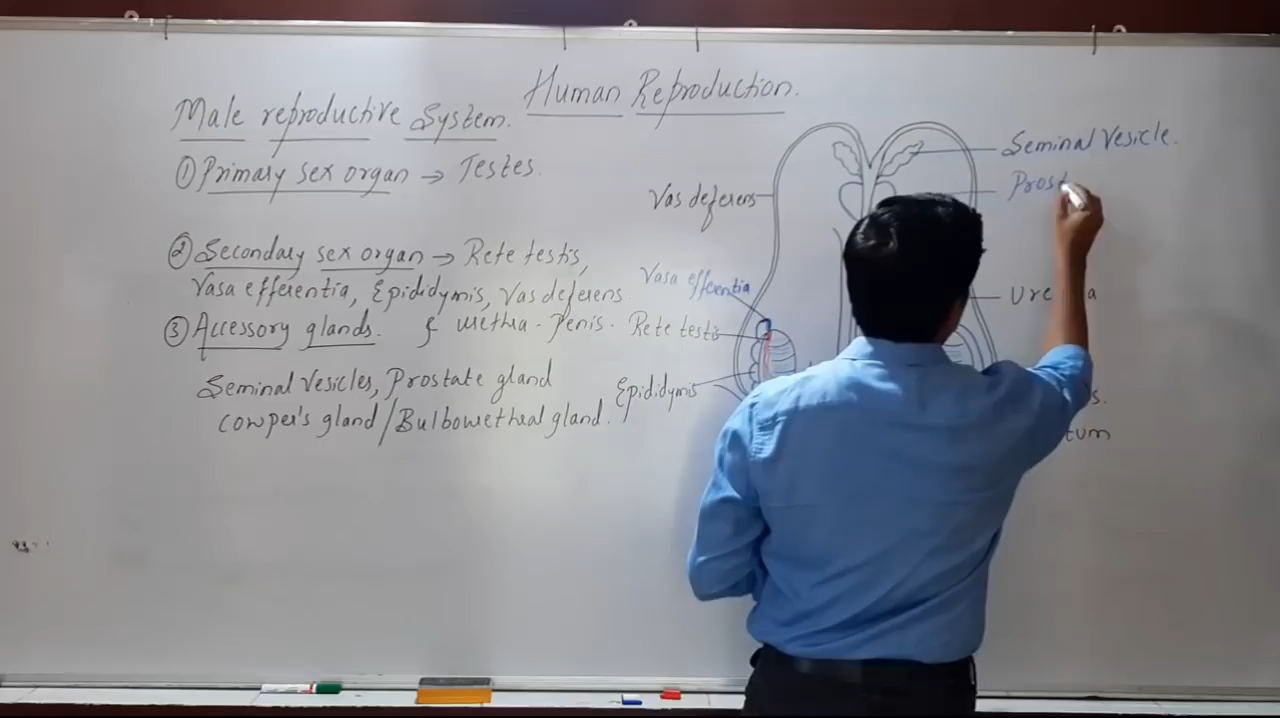 Human Reproduction.
Male reproductive System.
① Primary sex organ → Testes.
② Secondary sex organ → Rete testis,
Vasa efferentia, Epididymis, Vas deferens
& urethra - Penis.
③ Accessory glands.
Seminal Vesicles, Prostate gland
Cowper's gland/Bulbourethral gland.
Seminal Vesicle.
Prost
Vas deferens
Vasa efferentia
Rete testis
Epididymis